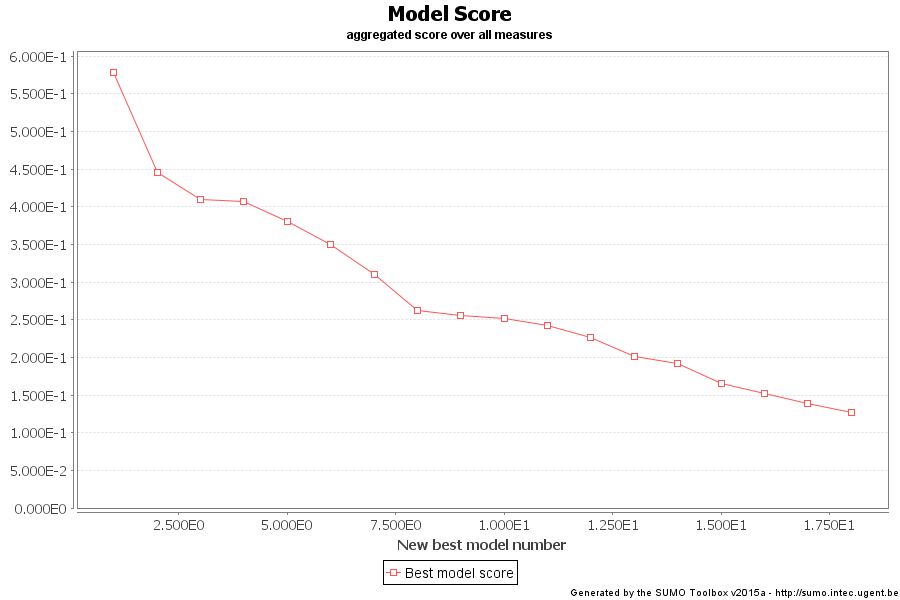 Model Score
aggregated score over all measures
6.000E-1
5.500E-1
5.000E-1
4.500E-1
4.000E-1
3.500E-1
3.000E-1
2.500E-1
2.000E-1
1.500E-1
1.000E-1
5.000E-2
0.000E0
2.500E0 5.000E0 7.500E0 1.000E1 1.250E1 1.500E1 1.750E1
New best model number
Best model score
Generated by the SUMO Toolbox v2015a - http://sumo.intec.ugent.be